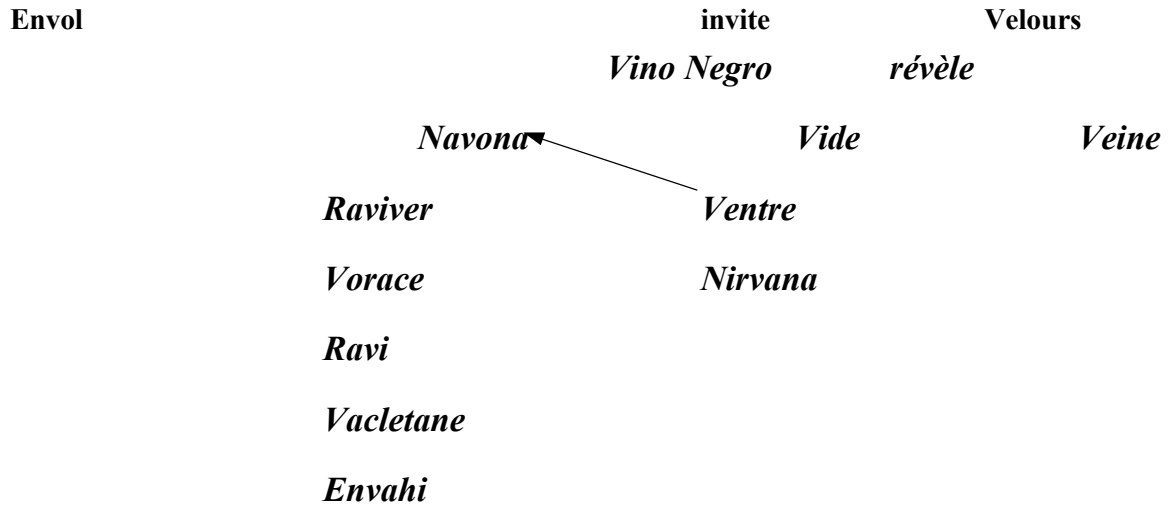 Envol invite Velours
Vino Negro révèle
Navona Vide Veine
Raviver Ventre
Vorace Nirvana
Ravi
Vacletane
Envahi